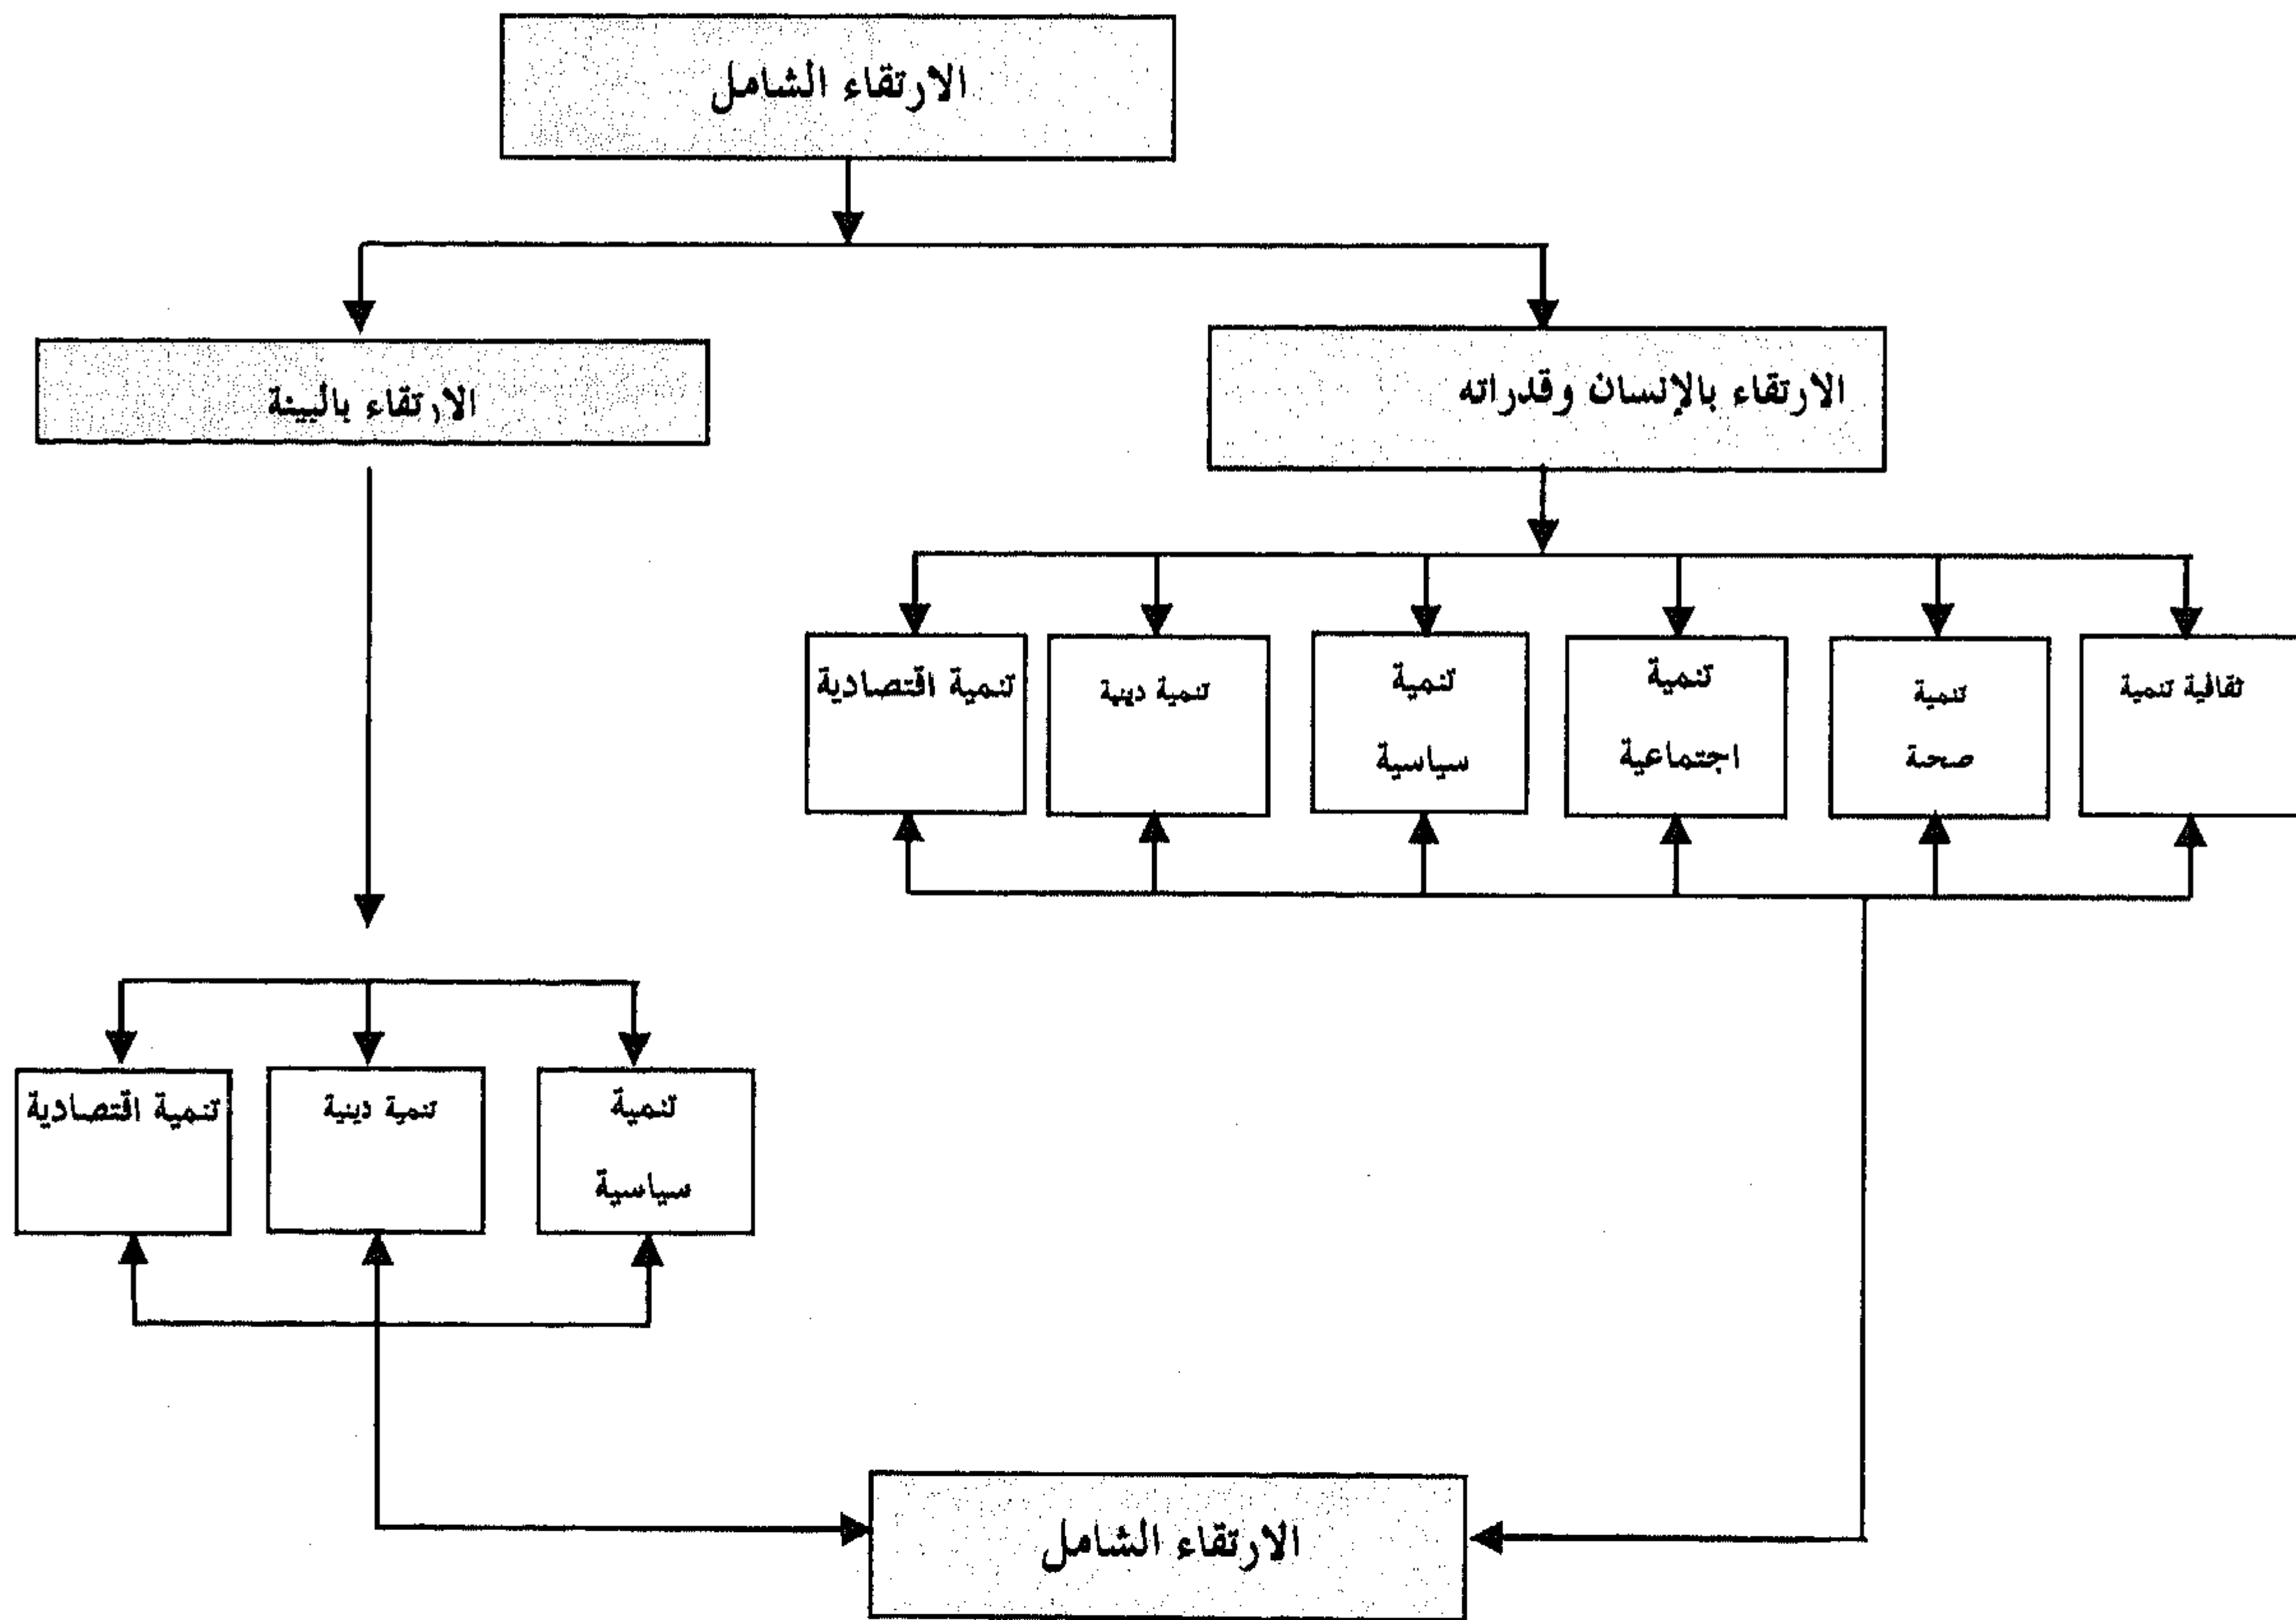 الارتقاء الشامل
الارتقاء بالإنسان وقدراته
الارتقاء بالبيئة
ثقافية تنمية
تنمية
صحة
تنمية
اجتماعية
تنمية
سياسية
تنمية دينية
تنمية اقتصادية
تنمية
سياسية
تنمية دينية
تنمية اقتصادية
الارتقاء الشامل